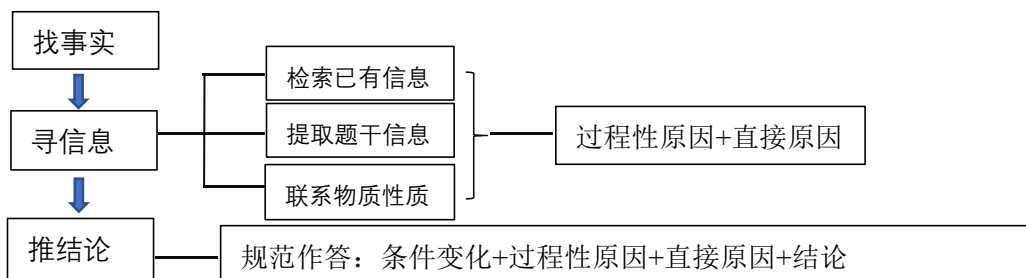 找事实
寻信息
推结论
检索已有信息
提取题干信息
联系物质性质
过程性原因+直接原因
规范作答：条件变化+过程性原因+直接原因+结论